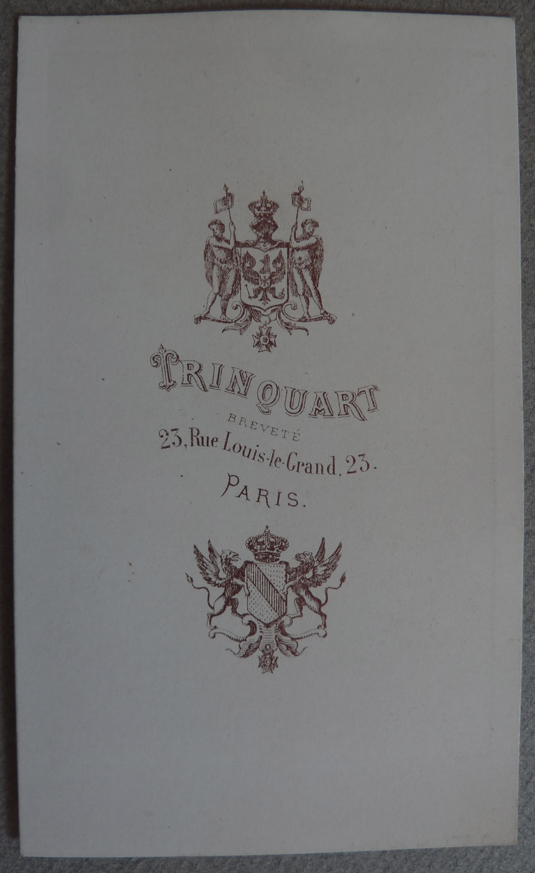 TRINQUART
BREVETÉ
23, Rue Louis-le-Grand, 23.
PARIS.